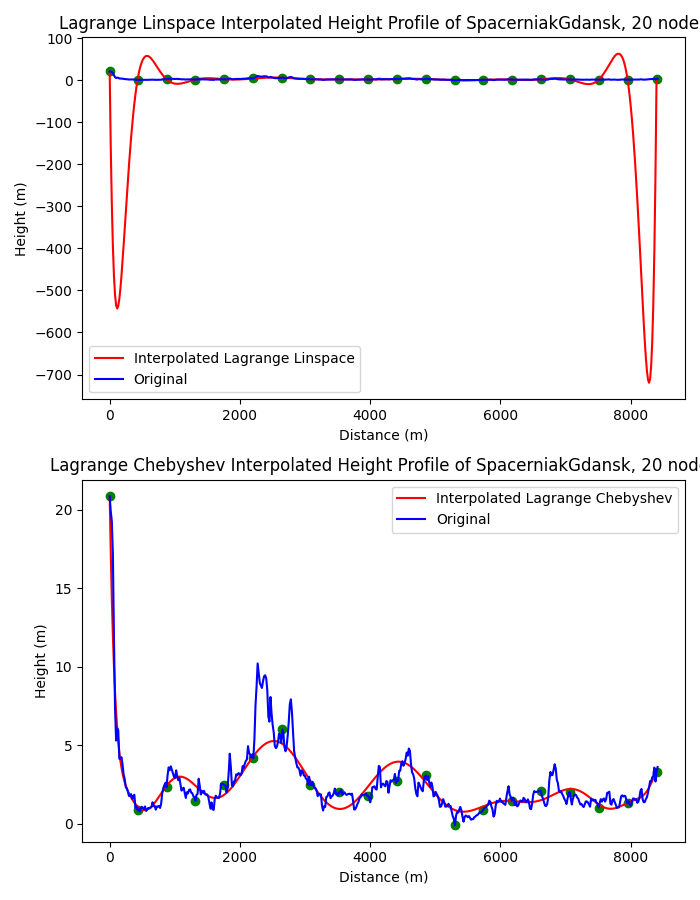 Lagrange Linspace Interpolated Height Profile of SpacerniakGdansk, 20 node
100
0
−100
−200
−300
−400
−500
−600
−700
Height (m)
Interpolated Lagrange Linspace
Original
0 2000 4000 6000 8000
Distance (m)
Lagrange Chebyshev Interpolated Height Profile of SpacerniakGdansk, 20 nod
20
15
10
5
0
Height (m)
Interpolated Lagrange Chebyshev
Original
0 2000 4000 6000 8000
Distance (m)